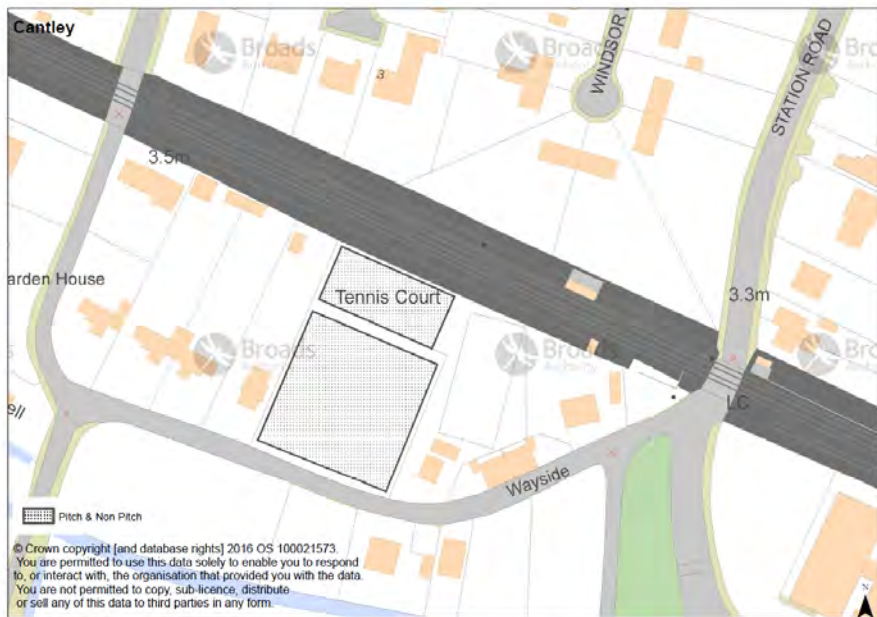 Cantley
Broads
Authority
Broads
Broads
WINDSOR
STATION ROAD
3
3.5m
arden House
Tennis Court
3.3m
Broads
Authority
Broads
Authority
Broads
LC
ell
Wayside
Pitch & Non Pitch
© Crown copyright [and database rights] 2016 OS 100021573.
You are permitted to use this data solely to enable you to respond
to, or interact with, the organisation that provided you with the data.
You are not permitted to copy, sub-licence, distribute
or sell any of this data to third parties in any form.
N